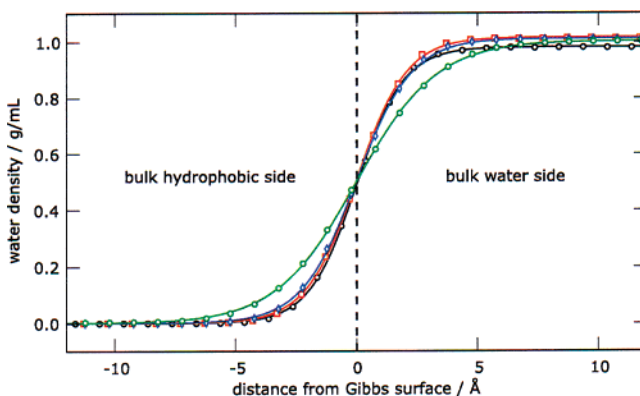 1.0
0.8
0.6
0.4
0.2
0.0
water density / g/mL
bulk hydrophobic side
bulk water side
-10
-5
0
5
10
distance from Gibbs surface / Å